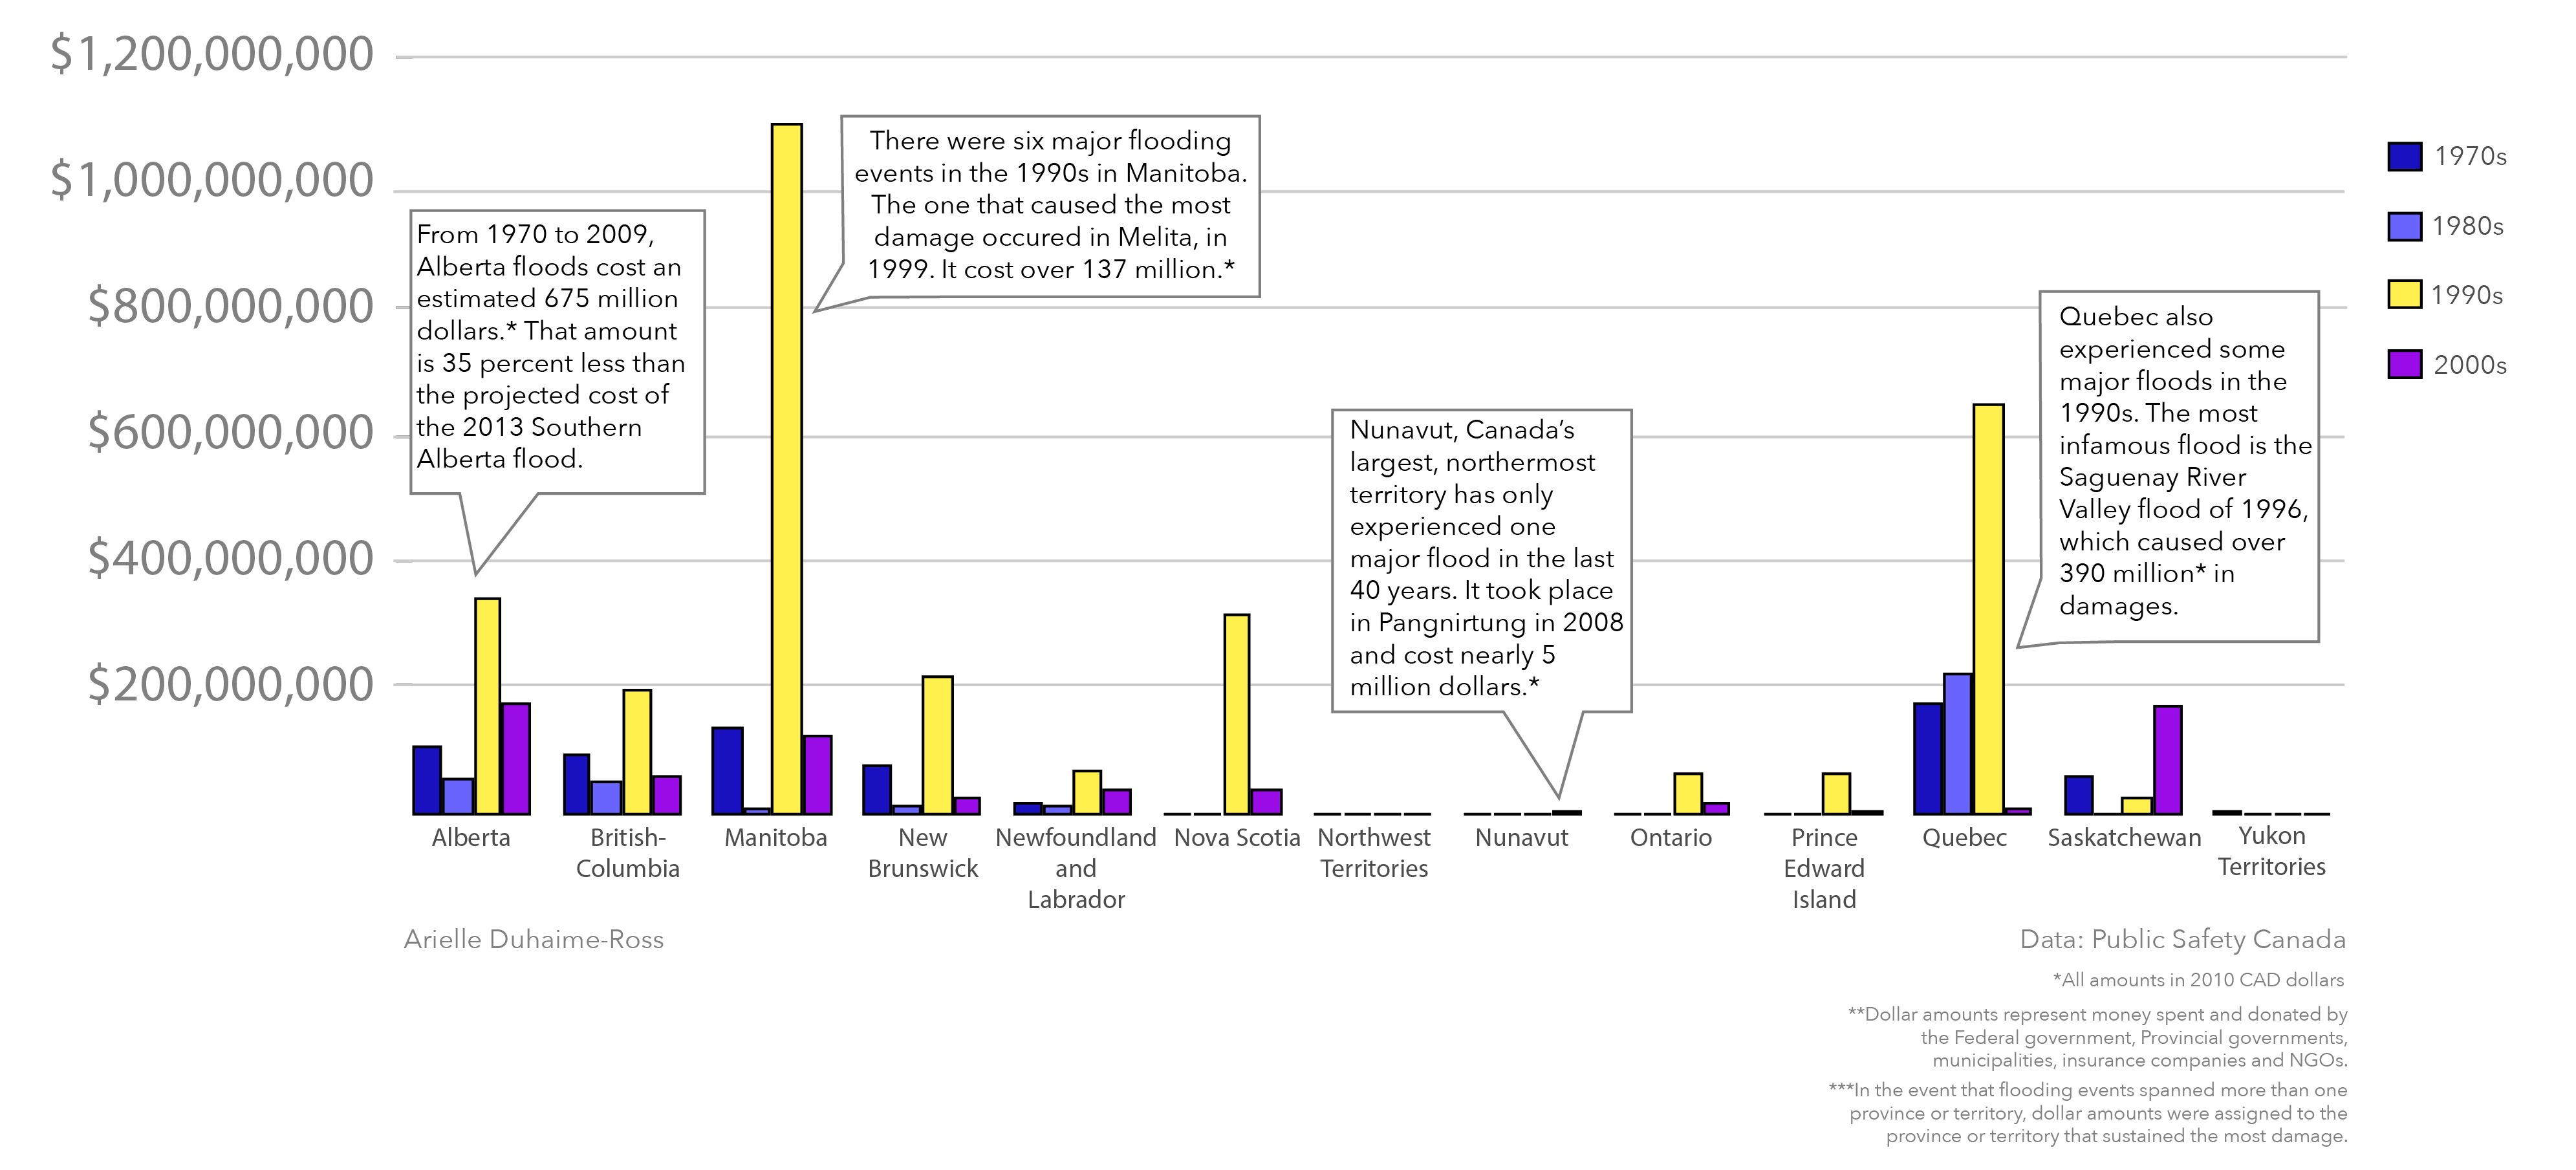 $1,200,000,000
$1,000,000,000
$800,000,000
$600,000,000
$400,000,000
$200,000,000
From 1970 to 2009,
Alberta floods cost an
estimated 675 million
dollars.* That amount
is 35 percent less than
the projected cost of
the 2013 Southern
Alberta flood.
There were six major flooding
events in the 1990s in Manitoba.
The one that caused the most
damage occured in Melita, in
1999. It cost over 137 million.*
Nunavut, Canada’s
largest, northermost
territory has only
experienced one
major flood in the last
40 years. It took place
in Pangnirtung in 2008
and cost nearly 5
million dollars.*
Quebec also
experienced some
major floods in the
1990s. The most
infamous flood is the
Saguenay River
Valley flood of 1996,
which caused over
390 million* in
damages.
1970s
1980s
1990s
2000s
Alberta
British-
Columbia
Manitoba
New
Brunswick
Newfoundland
and
Labrador
Nova Scotia
Northwest
Territories
Nunavut
Ontario
Prince
Edward
Island
Quebec
Saskatchewan
Yukon
Territories
Arielle Duhaime-Ross
Data: Public Safety Canada
*All amounts in 2010 CAD dollars
**Dollar amounts represent money spent and donated by
the Federal government, Provincial governments,
municipalities, insurance companies and NGOs.
***In the event that flooding events spanned more than one
province or territory, dollar amounts were assigned to the
province or territory that sustained the most damage.